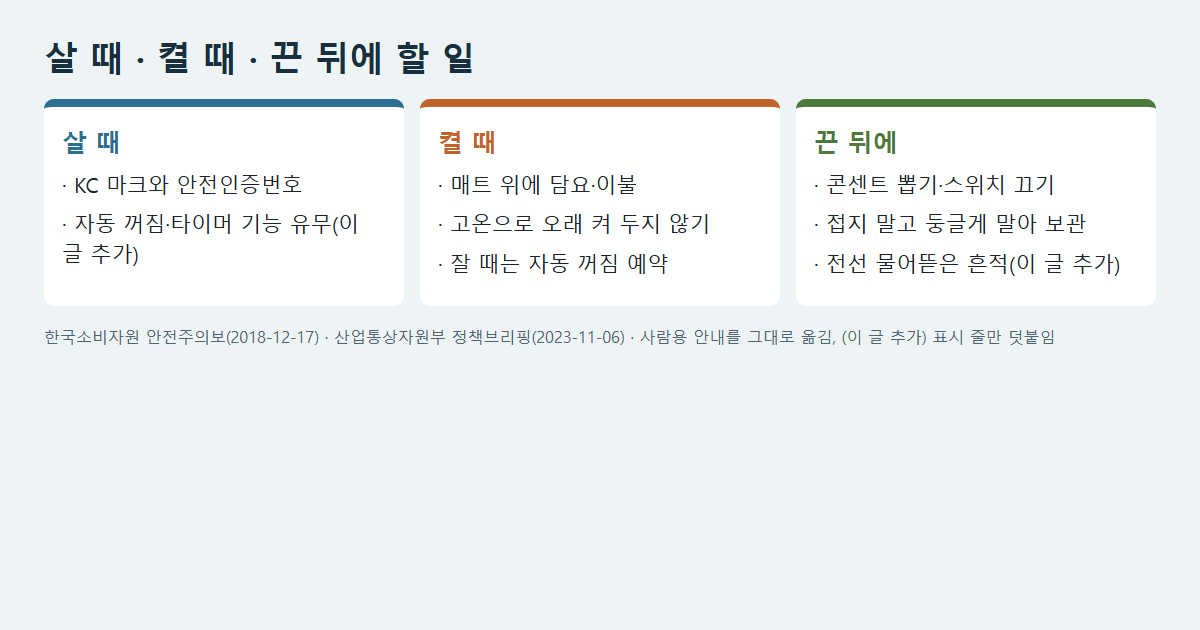 살 때 · 켤 때 · 끈 뒤에 할 일
살 때
· KC 마크와 안전인증번호
· 자동 꺼짐·타이머 기능 유무(이
글 추가)
켤 때
· 매트 위에 담요·이불
· 고온으로 오래 켜 두지 않기
· 잘 때는 자동 꺼짐 예약
끈 뒤에
· 콘센트 뽑기·스위치 끄기
· 접지 말고 둥글게 말아 보관
· 전선 물어뜯은 흔적(이 글 추가)
한국소비자원 안전주의보(2018-12-17) · 산업통상자원부 정책브리핑(2023-11-06) · 사람용 안내를 그대로 옮김, (이 글 추가) 표시 줄만 덧붙임